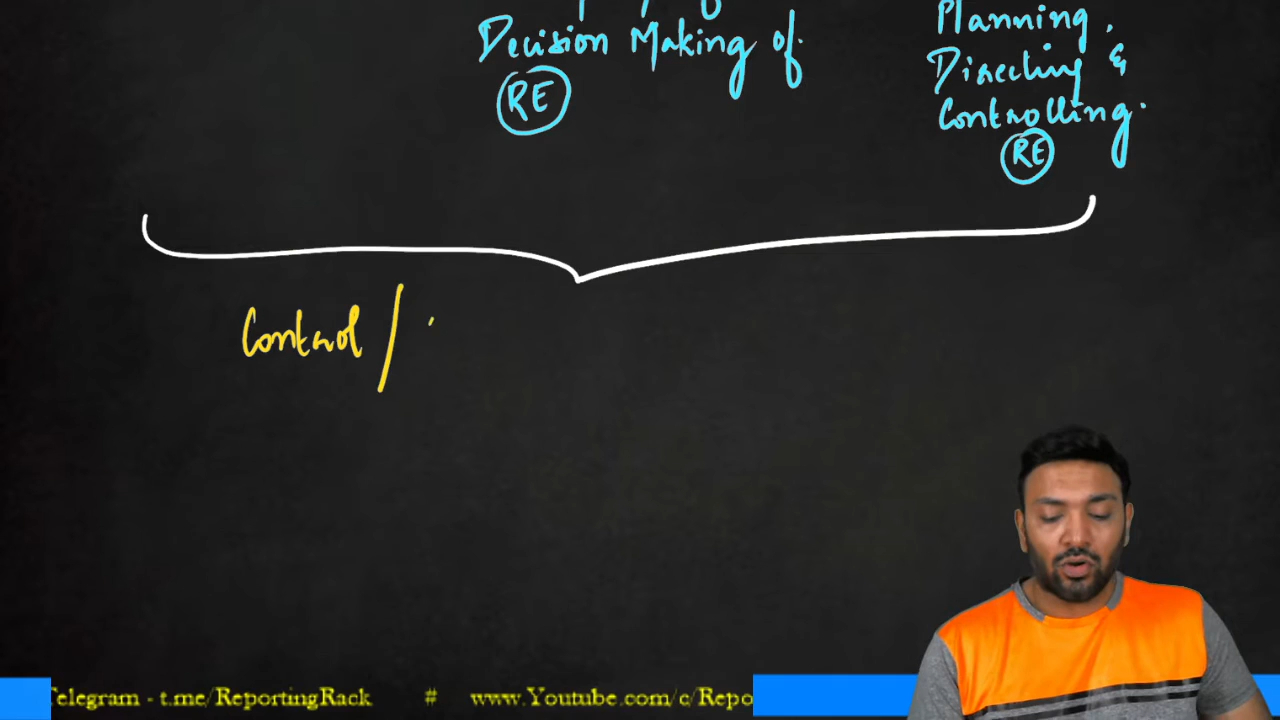 Decision Making of
RE
Planning,
Directing &
Controlling.
RE
Control /
Telegram - t.me/ReportingRack # www.Youtube.com/c/Repo